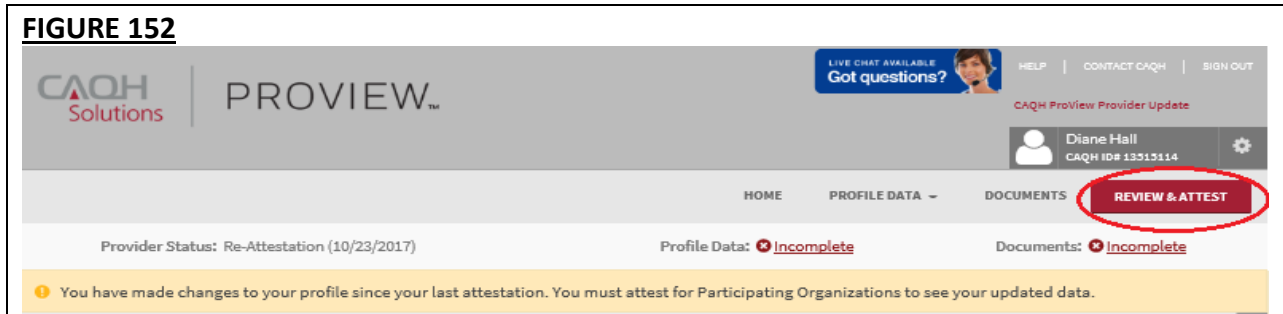 FIGURE 152
CAQH
Solutions
PROVIEW™
LIVE CHAT AVAILABLE
Got questions?
HELP | CONTACT CAQH | SIGN OUT
CAQH ProView Provider Update
Diane Hall
CAQH ID# 13515114
HOME PROFILE DATA DOCUMENTS REVIEW & ATTEST
Provider Status: Re-Attestation (10/23/2017) Profile Data: Incomplete Documents: Incomplete
You have made changes to your profile since your last attestation. You must attest for Participating Organizations to see your updated data.